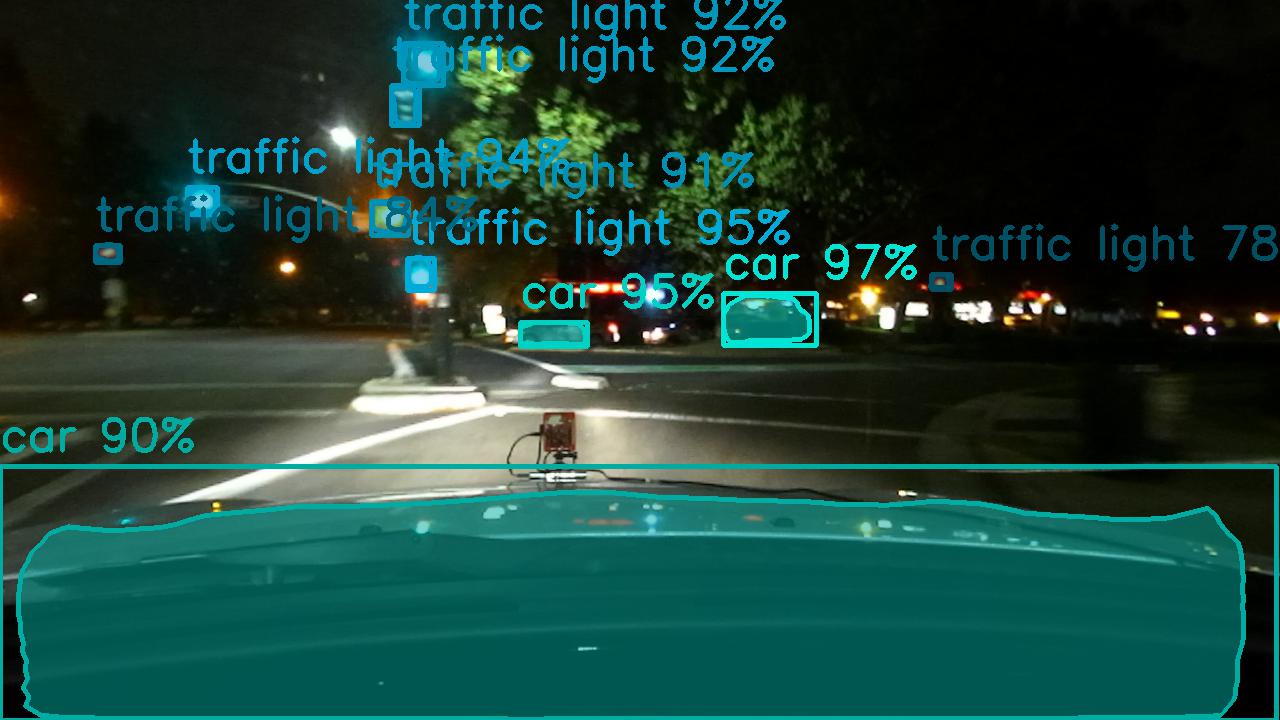 traffic light 92%
traffic light 92%
traffic light 94%
traffic light 91%
traffic light 84%
traffic light 95%
traffic light 78
car 97%
car 95%
car 90%